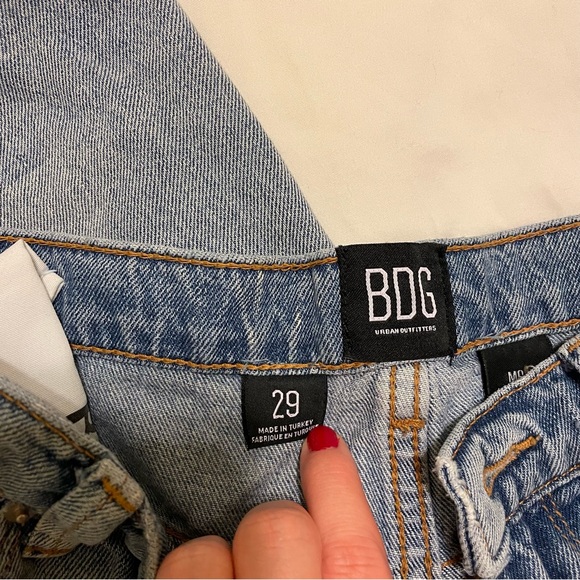 BDG
URBAN OUTFITTERS
29
MADE IN TURKEY
FABRIQUE EN